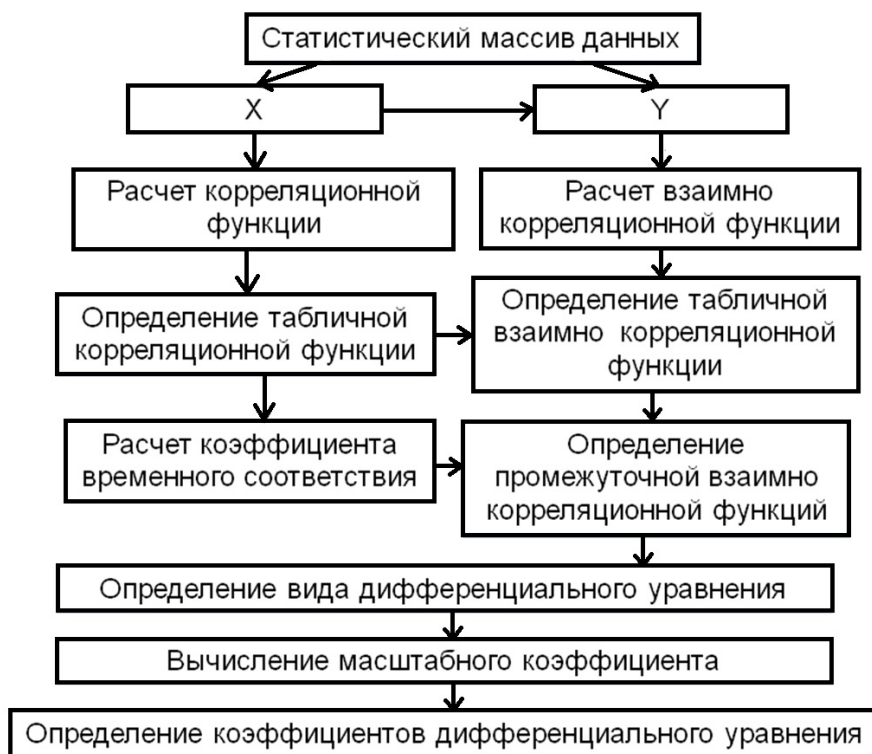 Статистический массив данных
X
Y
Расчет корреляционной
функции
Расчет взаимно
корреляционной функции
Определение табличной
корреляционной функции
Определение табличной
взаимно корреляционной
функции
Расчет коэффициента
временного соответствия
Определение
промежуточной взаимно
корреляционной функций
Определение вида дифференциального уравнения
Вычисление масштабного коэффициента
Определение коэффициентов дифференциального уравнения